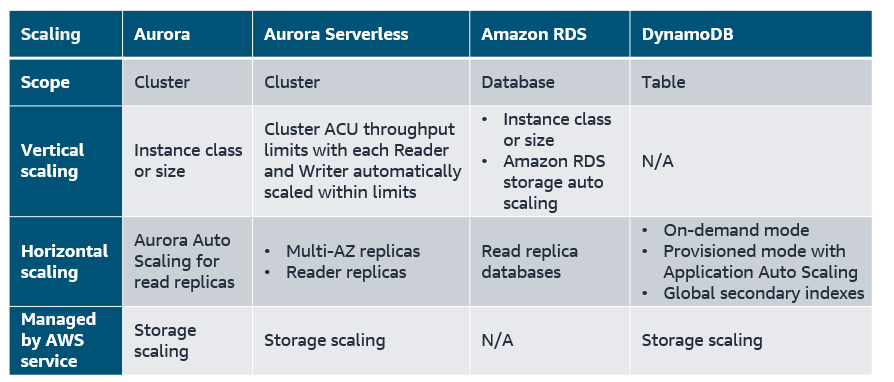 Scaling Aurora Aurora Serverless Amazon RDS DynamoDB
Scope Cluster Cluster Database Table
Vertical
scaling
Instance class
or size
Cluster ACU throughput
limits with each Reader
and Writer automatically
scaled within limits
• Instance class
or size
• Amazon RDS
storage auto
scaling
N/A
Horizontal
scaling
Aurora Auto
Scaling for
read replicas
• Multi-AZ replicas
• Reader replicas
Read replica
databases
• On-demand mode
• Provisioned mode with
Application Auto Scaling
• Global secondary indexes
Managed
by AWS
service
Storage
scaling
Storage scaling
N/A
Storage scaling